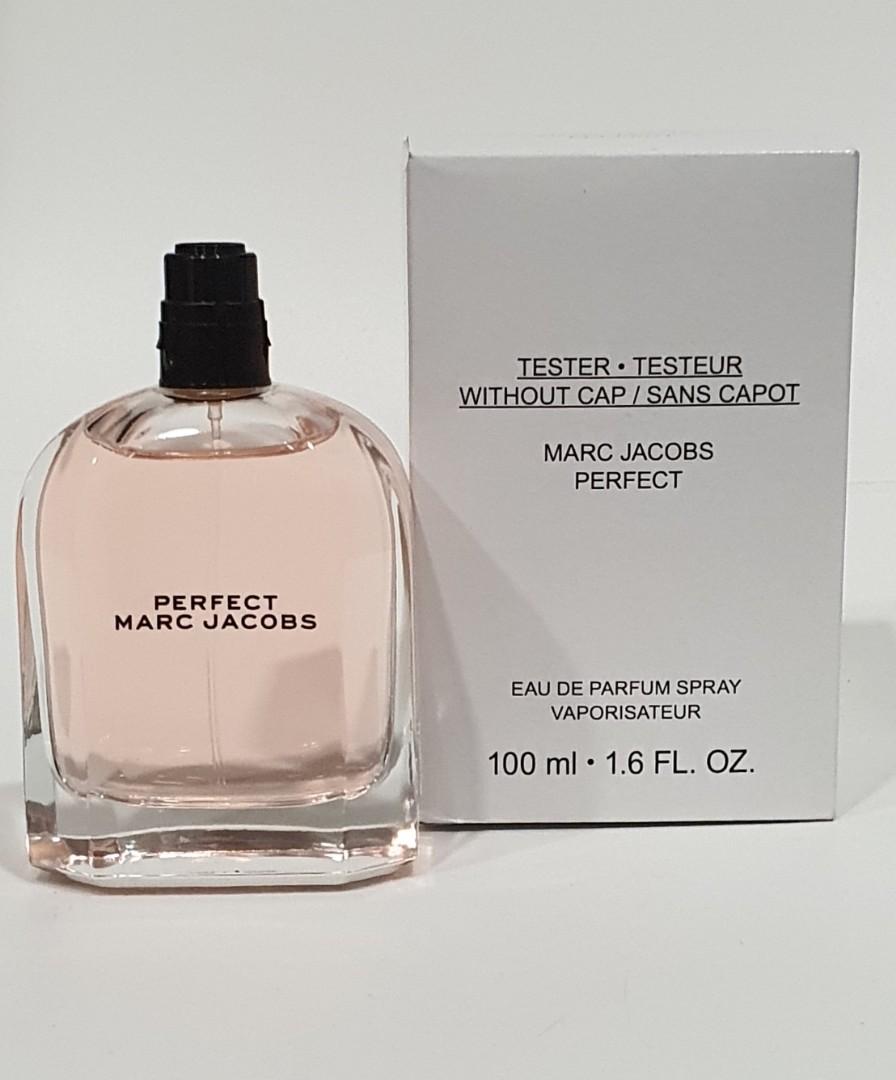 PERFECT
MARC JACOBS
TESTER • TESTEUR
WITHOUT CAP / SANS CAPOT
MARC JACOBS
PERFECT
EAU DE PARFUM SPRAY
VAPORISATEUR
100 ml • 1.6 FL. OZ.